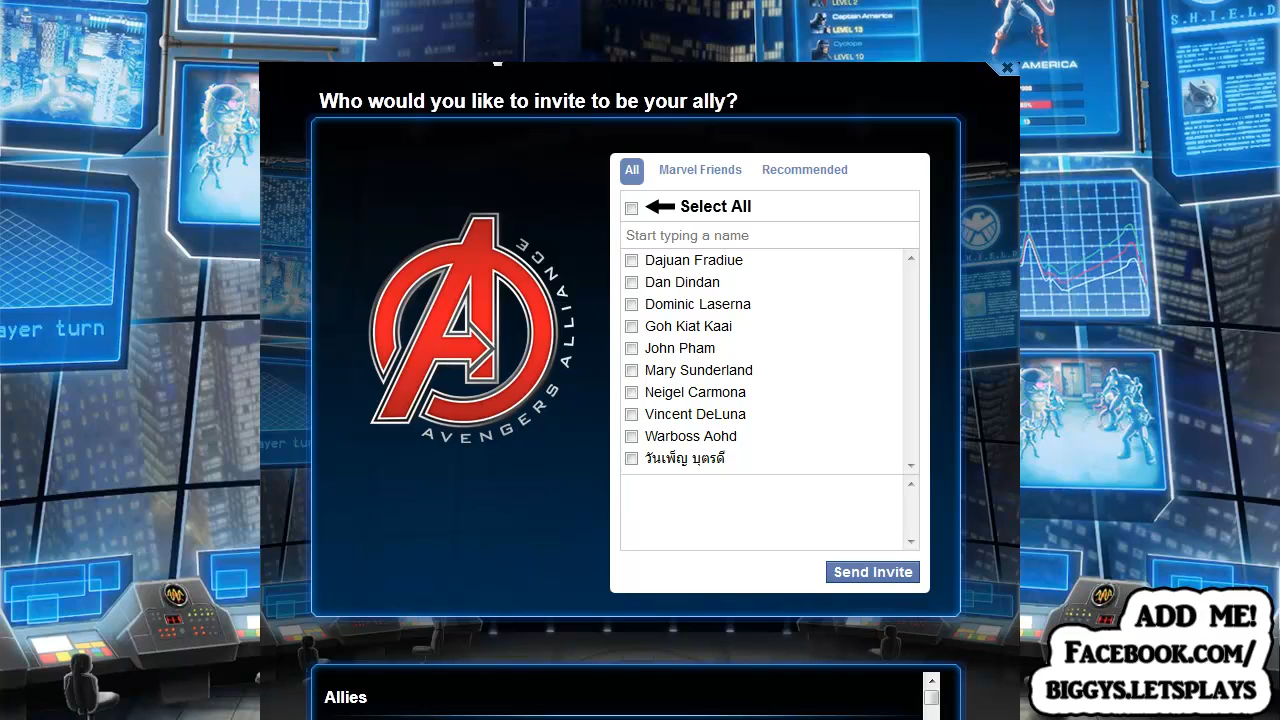 LEVEL 2
Captain America
LEVEL 13
Cyclops
LEVEL 10
AMERICA
S.H.I.E.L.D
Who would you like to invite to be your ally?
All
Marvel Friends
Recommended
Select All
Start typing a name
Dajuan Fradiue
Dan Dindan
Dominic Laserna
Goh Kiat Kaat
John Pham
Mary Sunderland
Neigel Carmona
Vincent DeLuna
Warboss Aohd
วันเพ็ญ บุตรดี
Send Invite
AVENGERS ALLIANCE
ayer turn
Allies
ADD ME!
FACEBOOK.COM/
BIGGYS.LETSPLAYS